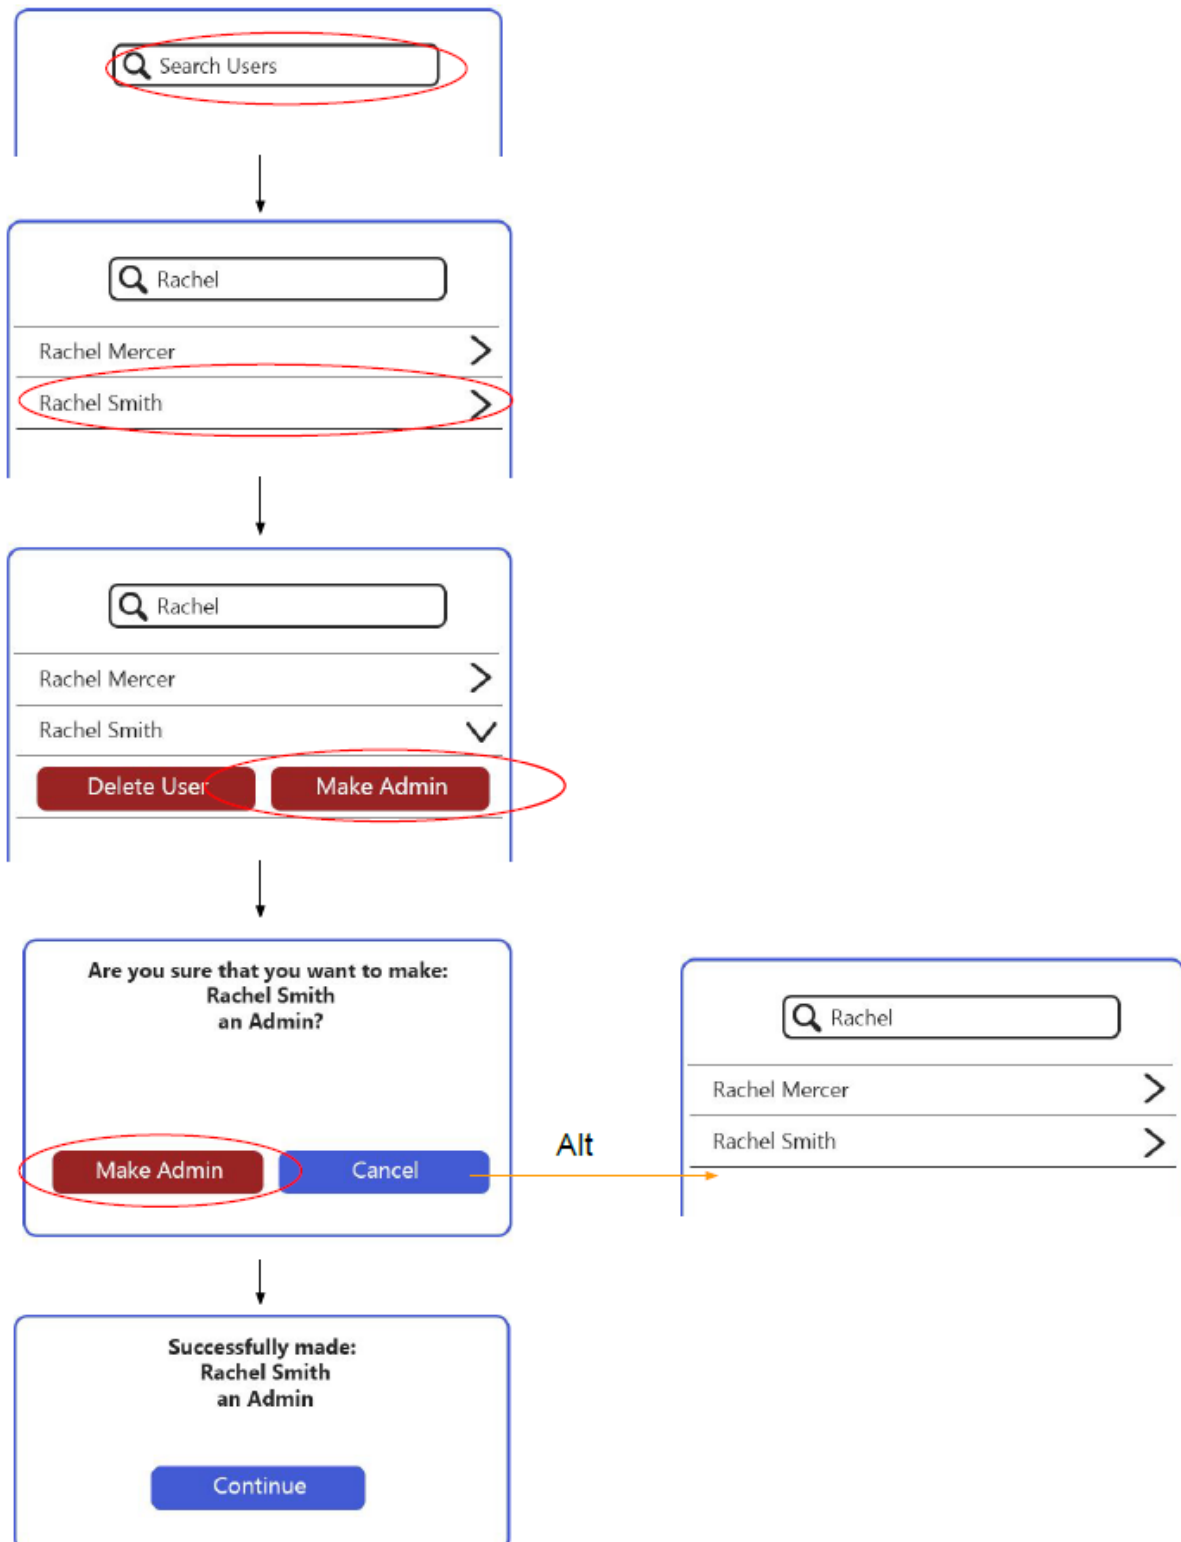 Search Users
Rachel
Rachel Mercer
Rachel Smith
Rachel
Rachel Mercer
Rachel Smith
Delete User
Make Admin
Are you sure that you want to make:
Rachel Smith
an Admin?
Make Admin
Cancel
Alt
Rachel
Rachel Mercer
Rachel Smith
Successfully made:
Rachel Smith
an Admin
Continue